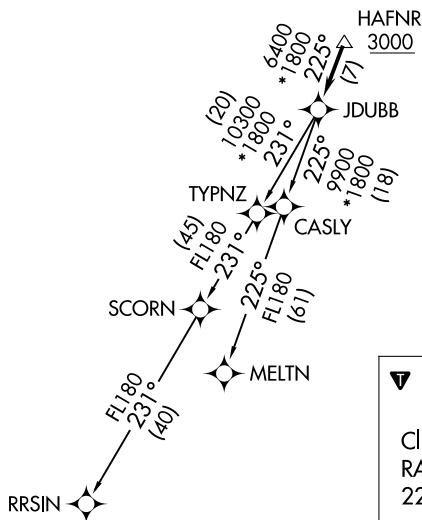 HAFNR
3000
6400
*1800
225°
(7)
JDUBB
(20)
10300
*1800
231°
225°
9900
*1800
(18)
TYPNZ
CASLY
(45)
FL180
231°
225°
FL180
(61)
SCORN
MELTN
FL180
231°
(40)
RRSIN
T
Cl
RA
22